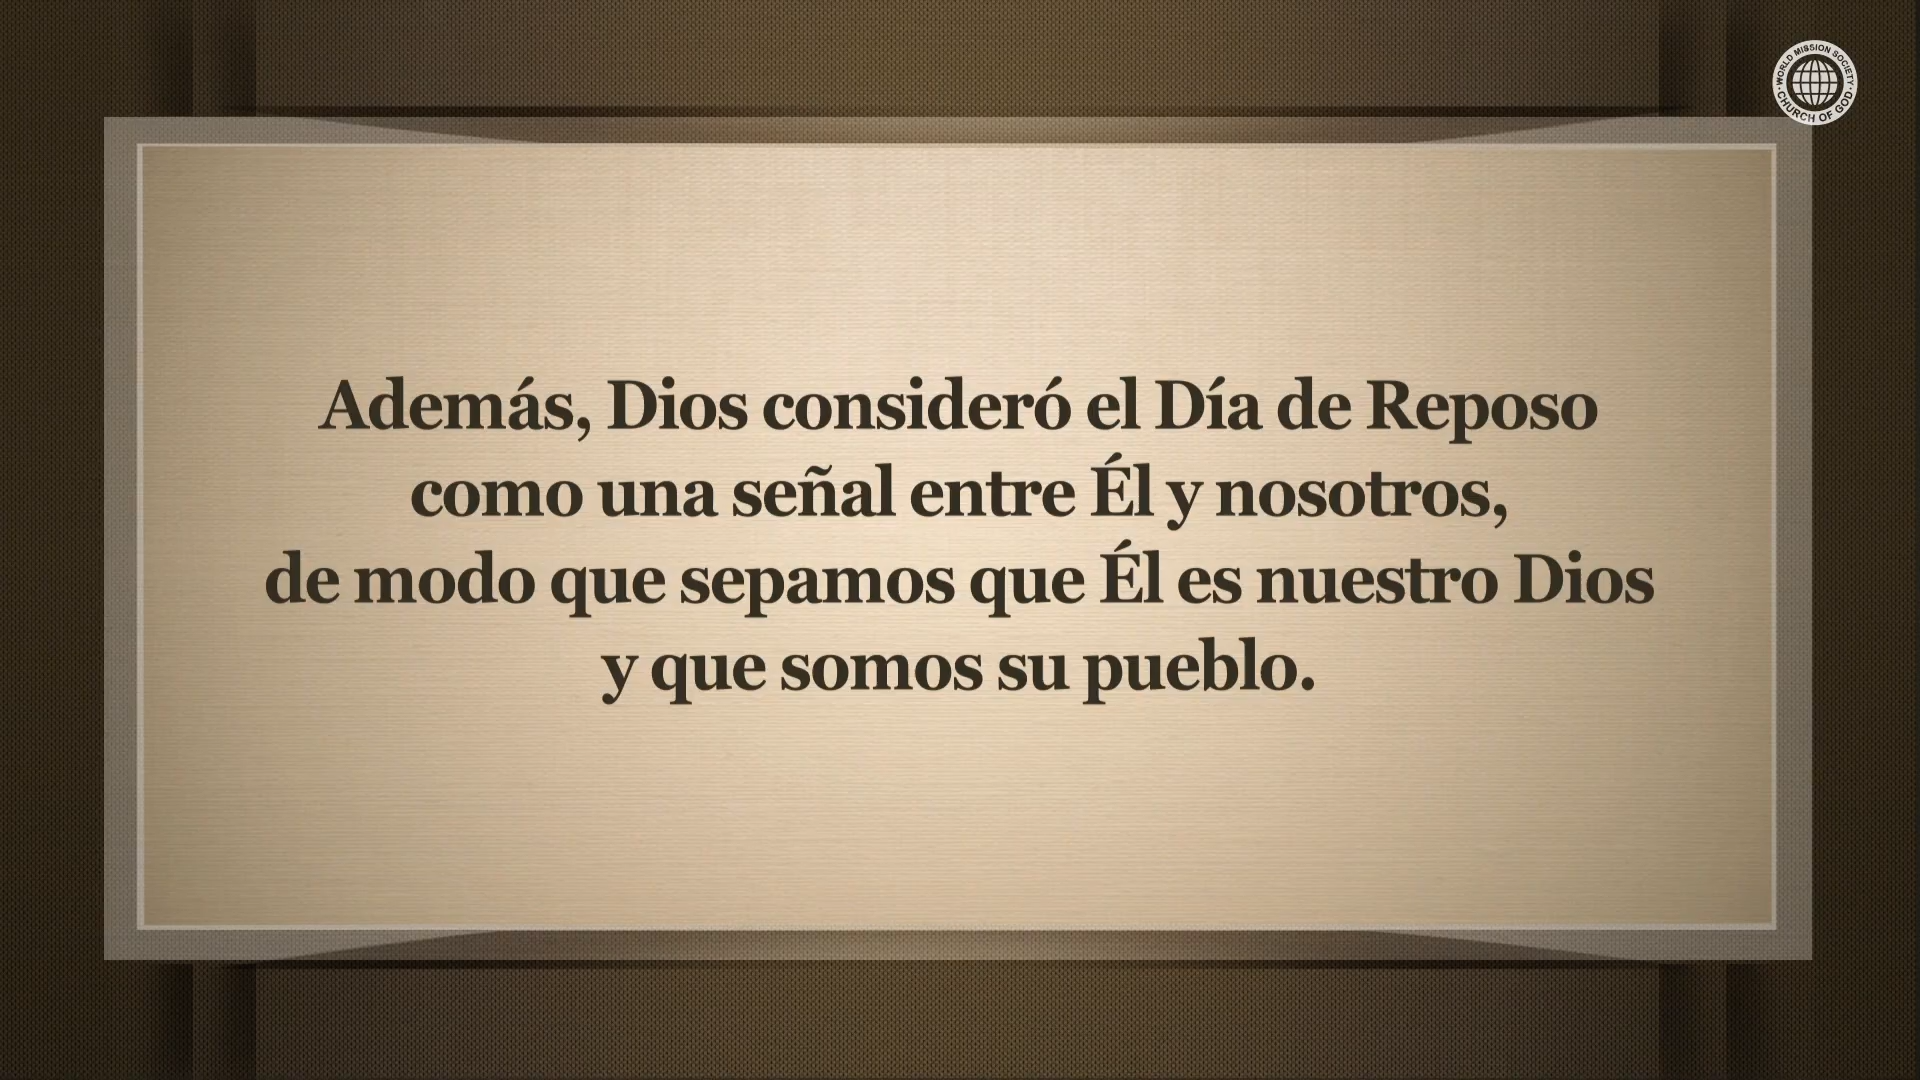 WORLD MISSION SOCIETY
CHURCH OF GOD
Además, Dios consideró el Día de Reposo
como una señal entre Él y nosotros,
de modo que sepamos que Él es nuestro Dios
y que somos su pueblo.